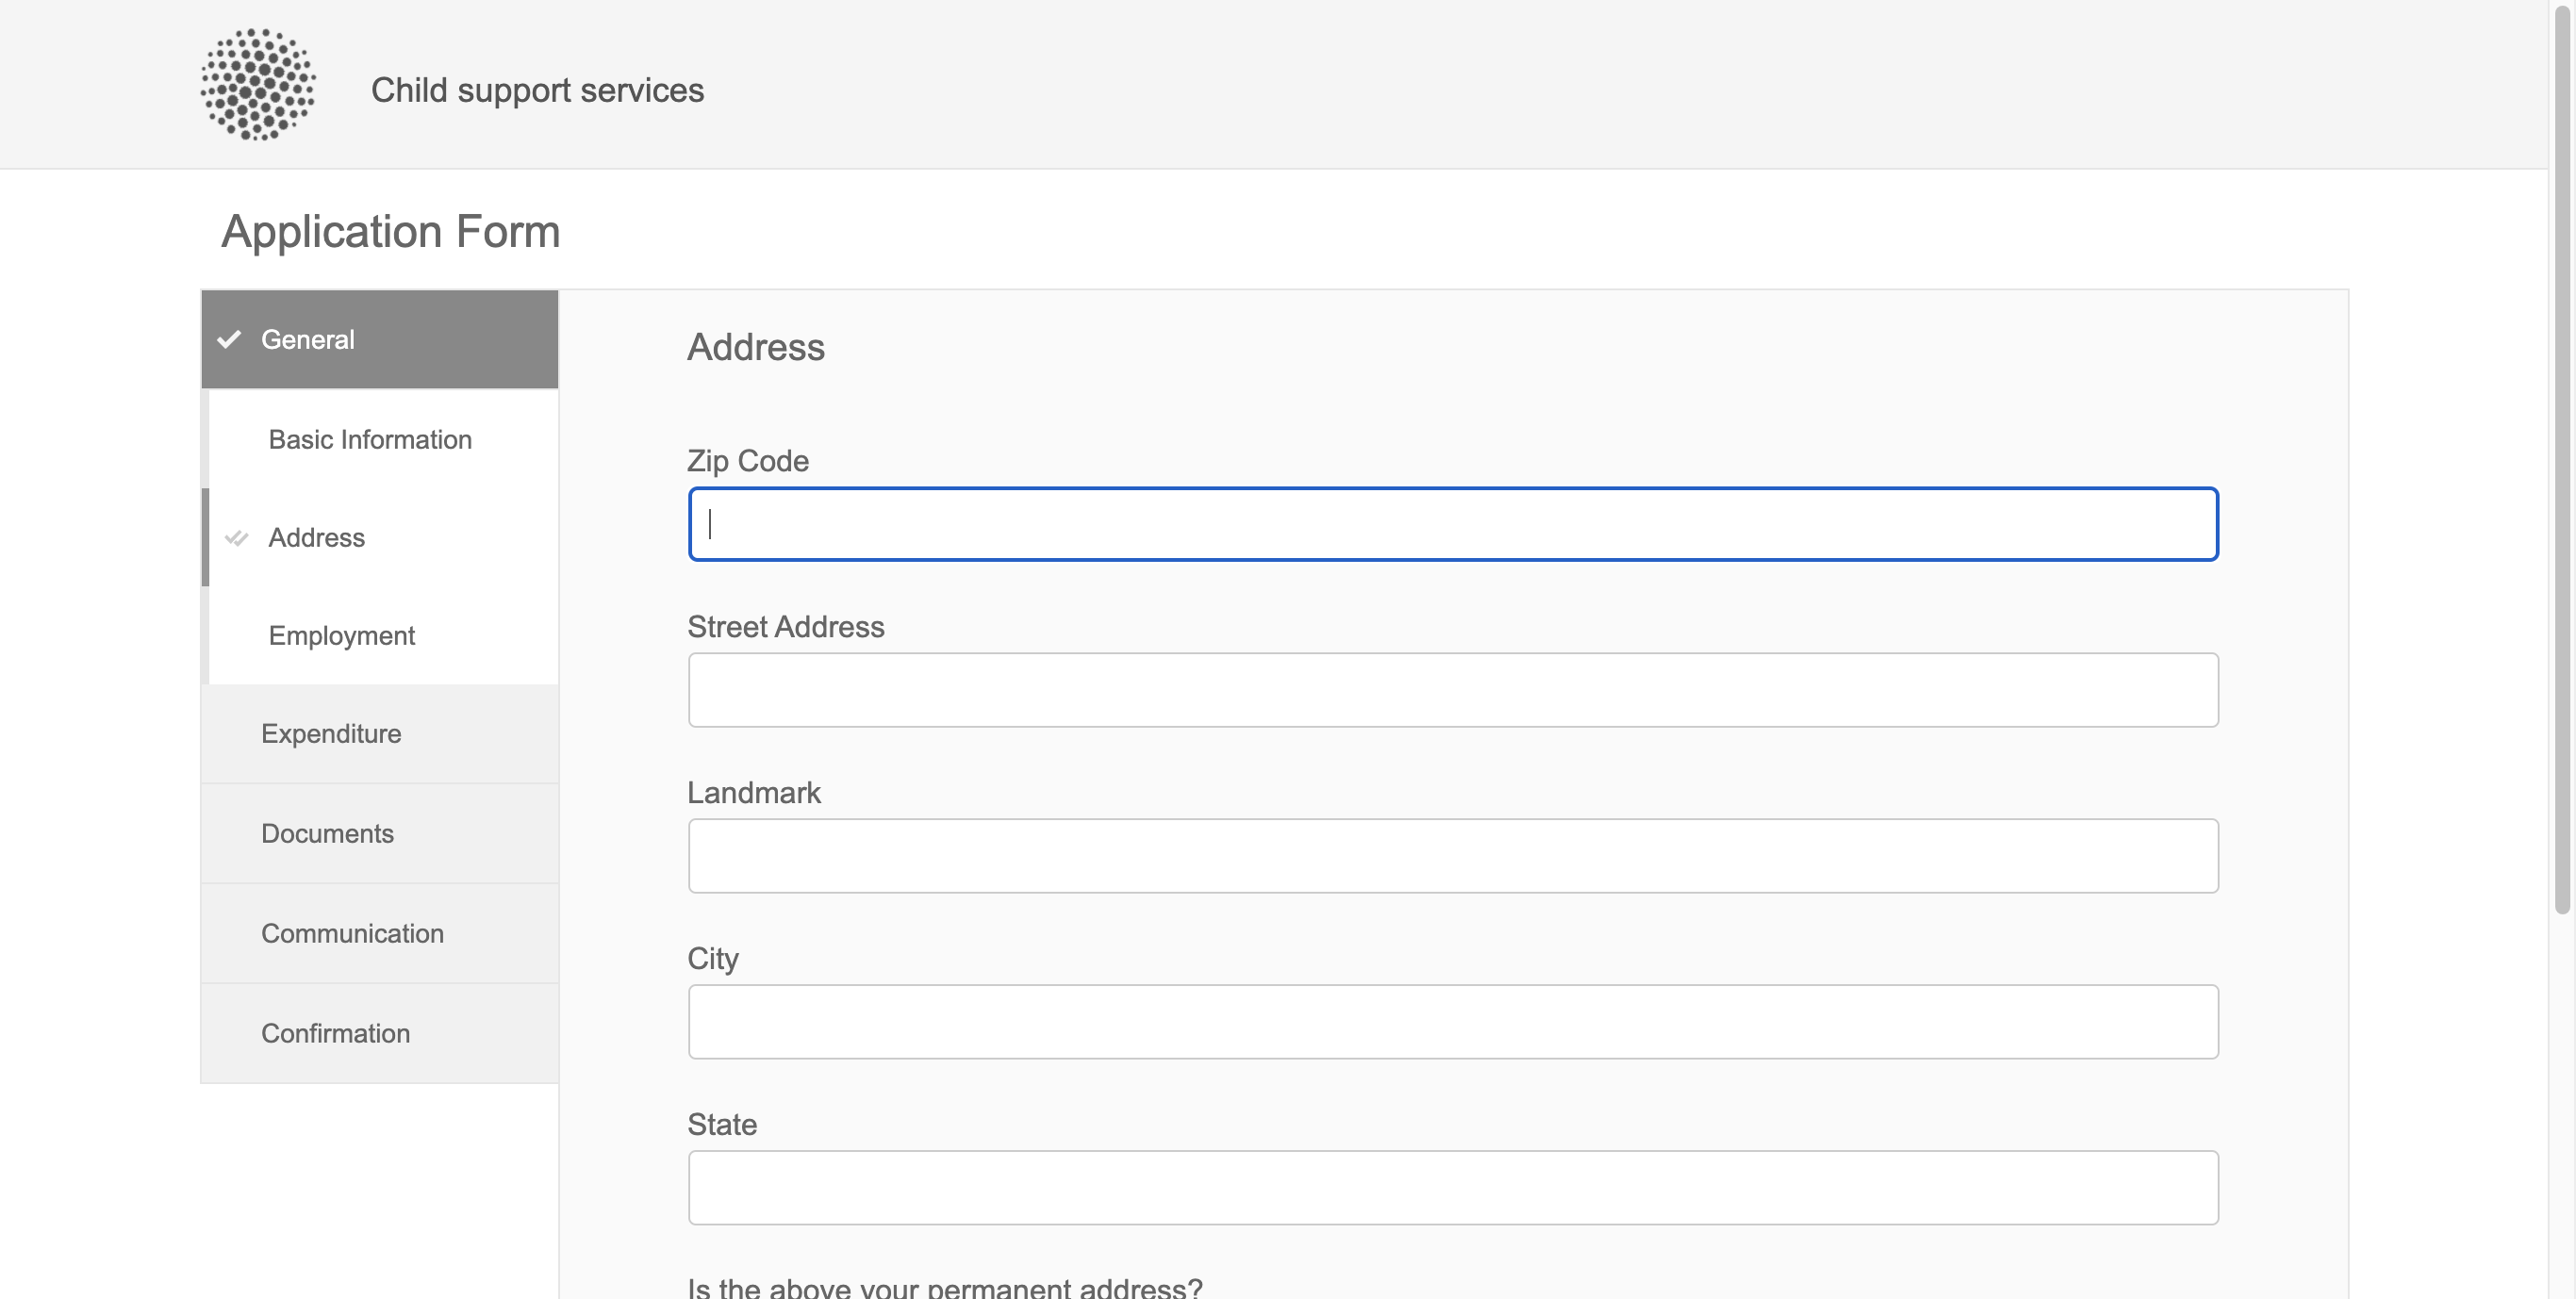 Child support services
Application Form
General
Basic Information
Address
Employment
Expenditure
Documents
Communication
Confirmation
Address
Zip Code
Street Address
Landmark
City
State
Is the above your permanent address?